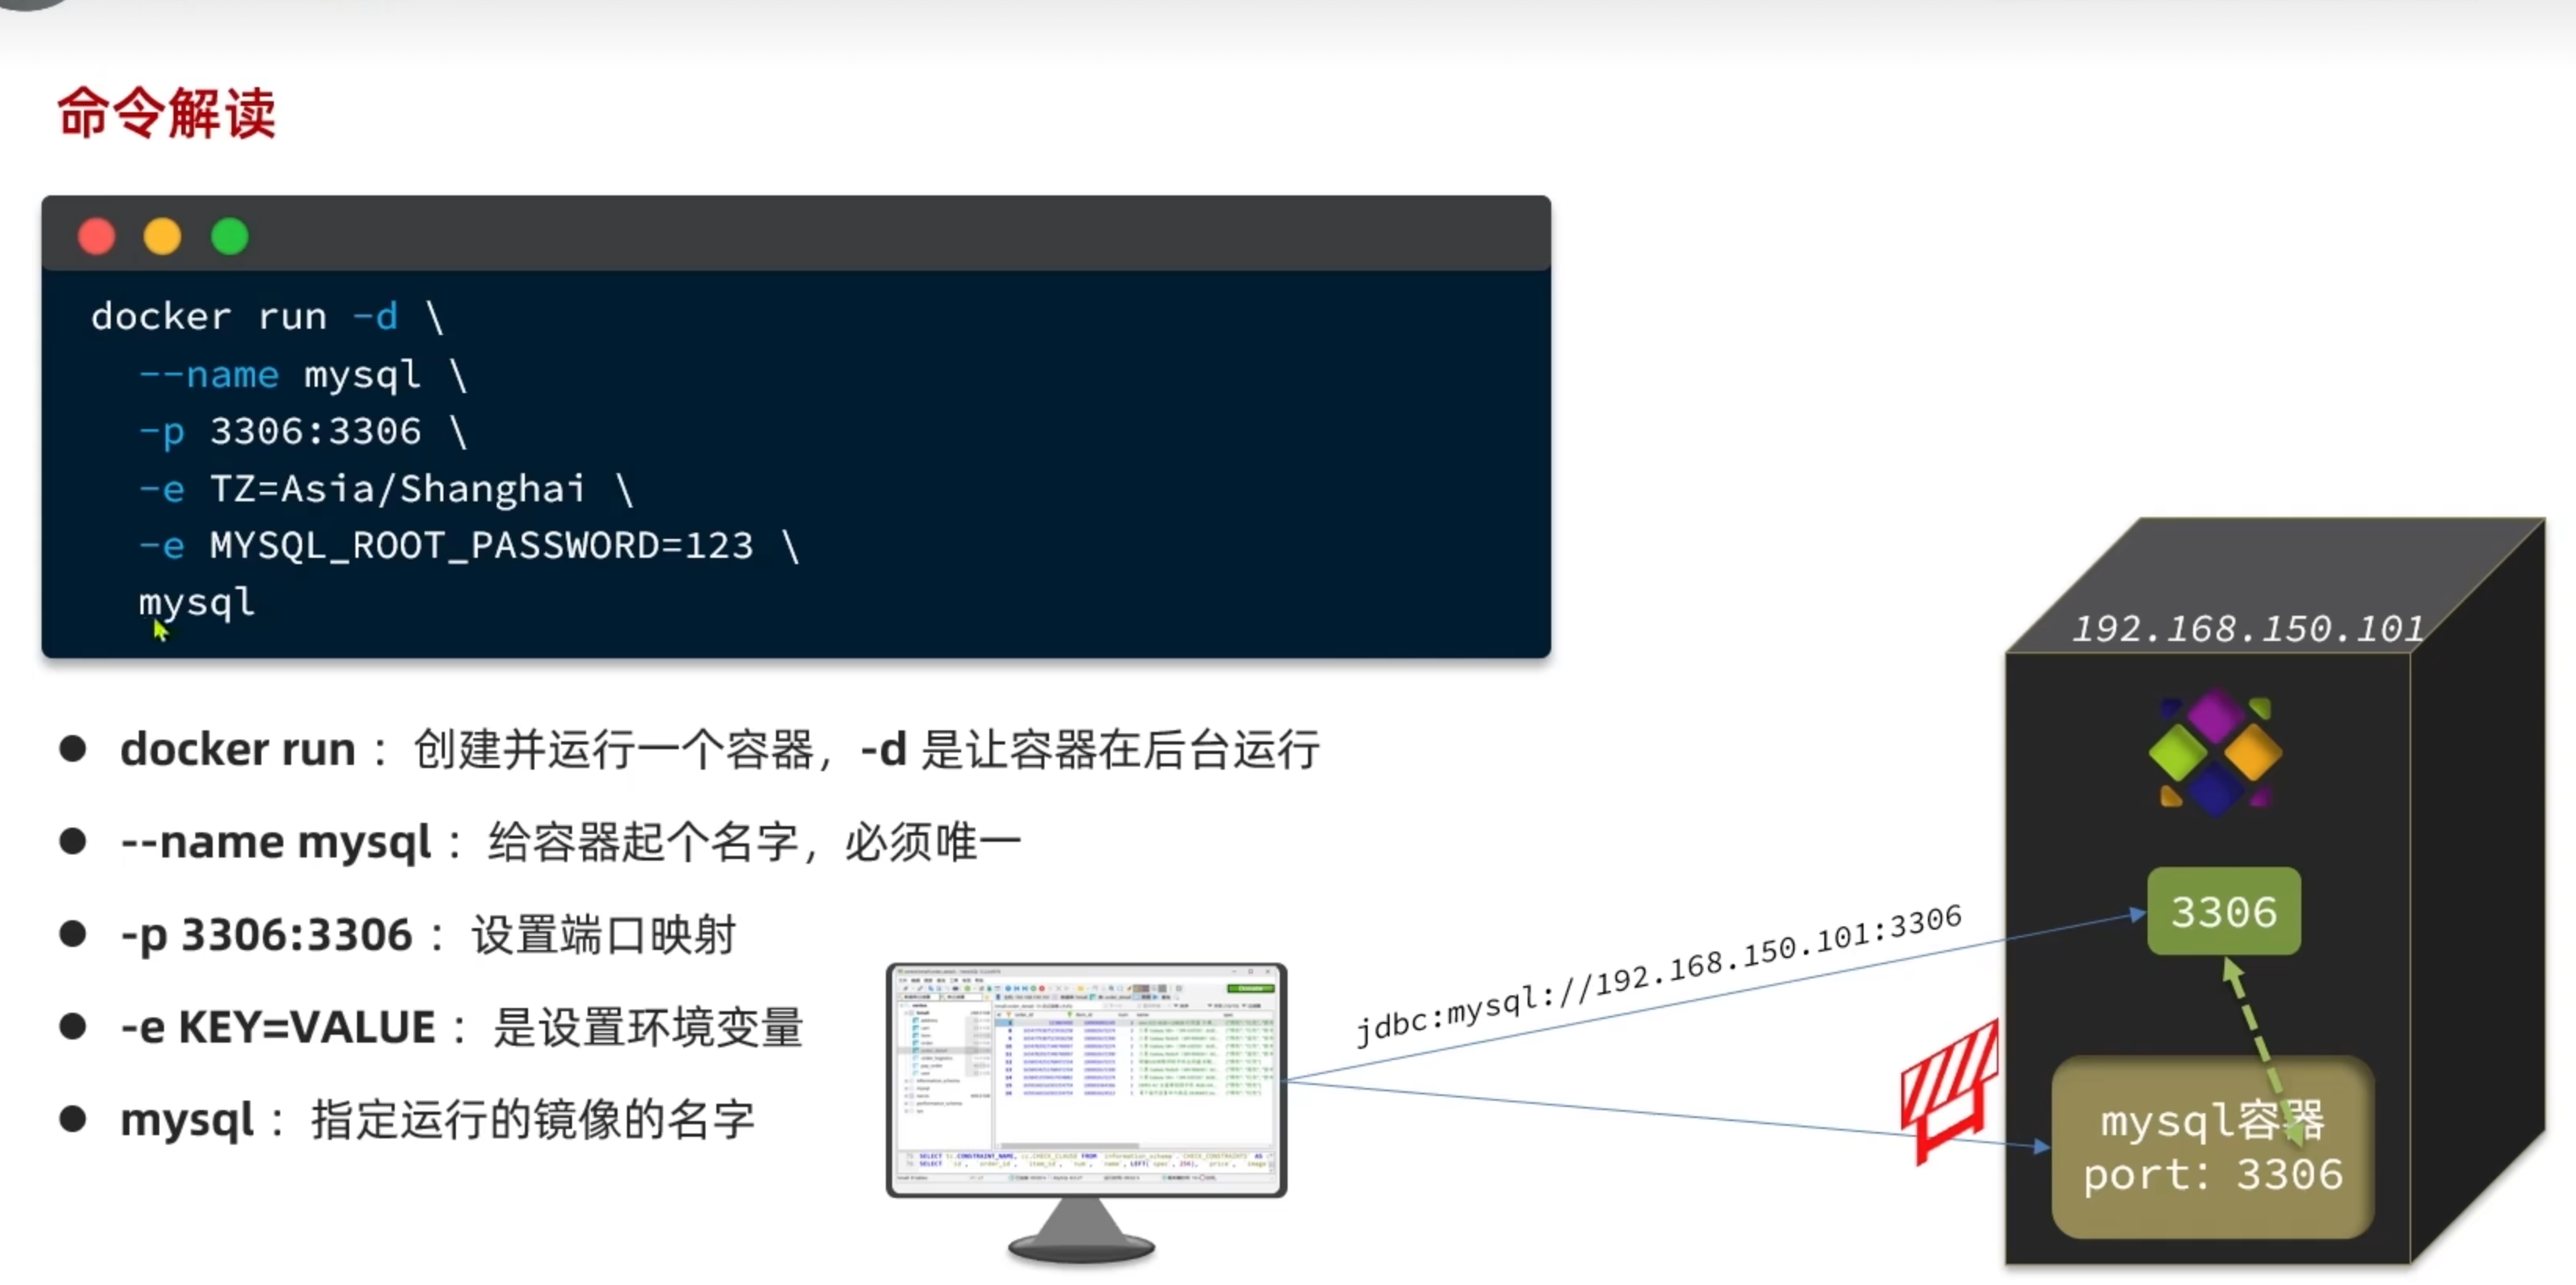 命令解读
docker run -d \
--name mysql \
-p 3306:3306 \
-e TZ=Asia/Shanghai \
-e MYSQL_ROOT_PASSWORD=123 \
mysql
docker run ：创建并运行一个容器，-d 是让容器在后台运行
--name mysql ：给容器起个名字，必须唯一
-p 3306:3306 ：设置端口映射
-e KEY=VALUE ：是设置环境变量
mysql ：指定运行的镜像的名字
jdbc:mysql://192.168.150.101:3306
192.168.150.101
3306
mysql容器
port: 3306